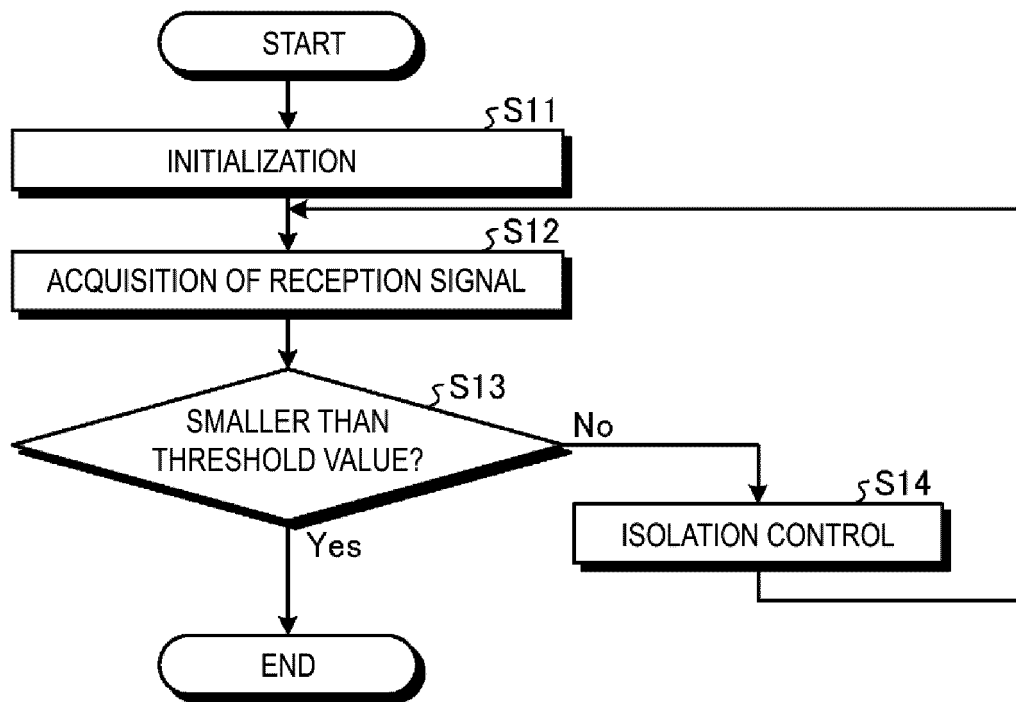 START
S11
INITIALIZATION
S12
ACQUISITION OF RECEPTION SIGNAL
S13
SMALLER THAN
THRESHOLD VALUE?
No
S14
ISOLATION CONTROL
Yes
END